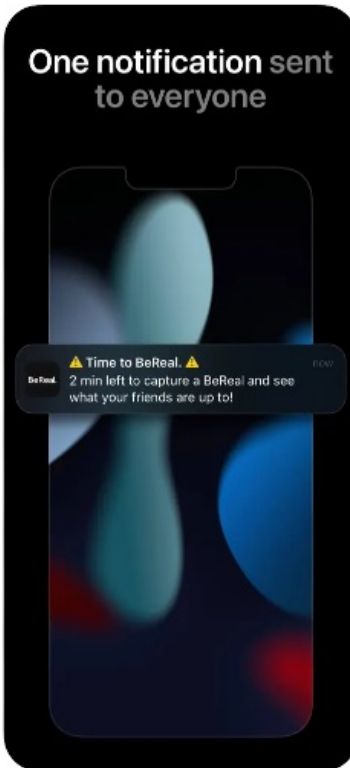 One notification sent
to everyone
⚠️ Time to BeReal. ⚠️
now
BeReal.
2 min left to capture a BeReal and see
what your friends are up to!